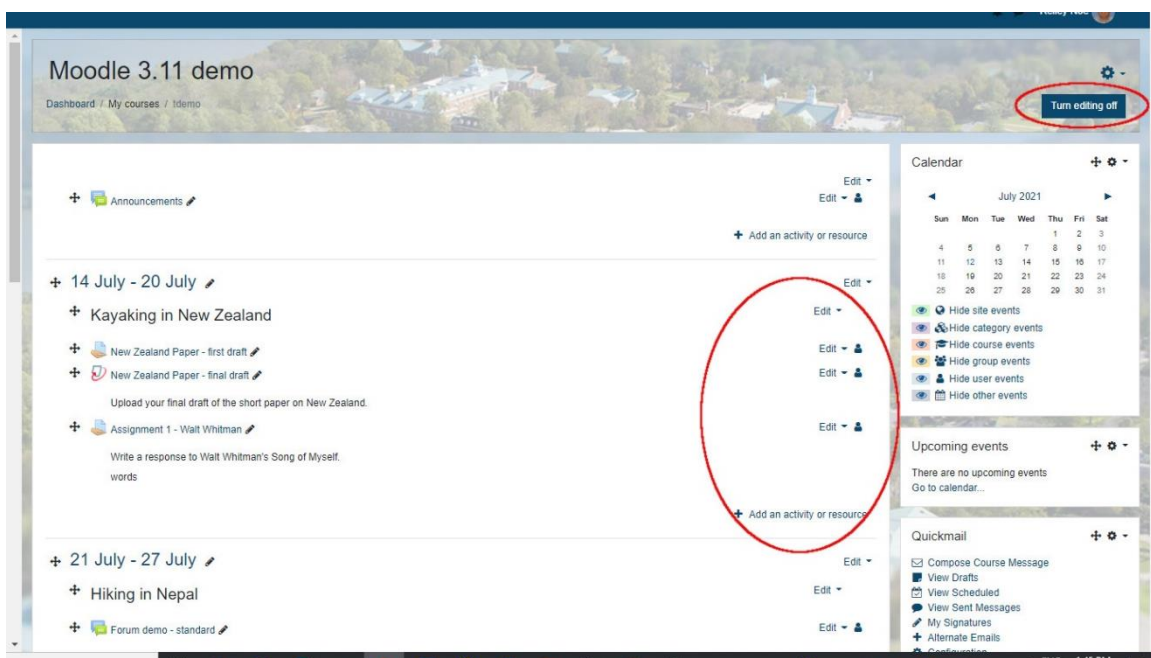 Moodle 3.11 demo
Dashboard / My courses / !demo
Turn editing off
Edit
Announcements Edit
Add an activity or resource
14 July - 20 July Edit
Kayaking in New Zealand Edit
New Zealand Paper - first draft Edit
New Zealand Paper - final draft Edit
Upload your final draft of the short paper on New Zealand.
Assignment 1 - Walt Whitman Edit
Write a response to Walt Whitman's Song of Myself.
words
Add an activity or resource
21 July - 27 July Edit
Hiking in Nepal Edit
Forum demo - standard Edit
Calendar
July 2021
Sun Mon Tue Wed Thu Fri Sat
1 2 3
4 5 6 7 8 9 10
11 12 13 14 15 16 17
18 19 20 21 22 23 24
25 26 27 28 29 30 31
Hide site events
Hide category events
Hide course events
Hide group events
Hide user events
Hide other events
Upcoming events
There are no upcoming events
Go to calendar...
Quickmail
Compose Course Message
View Drafts
View Scheduled
View Sent Messages
My Signatures
Alternate Emails
Configuration